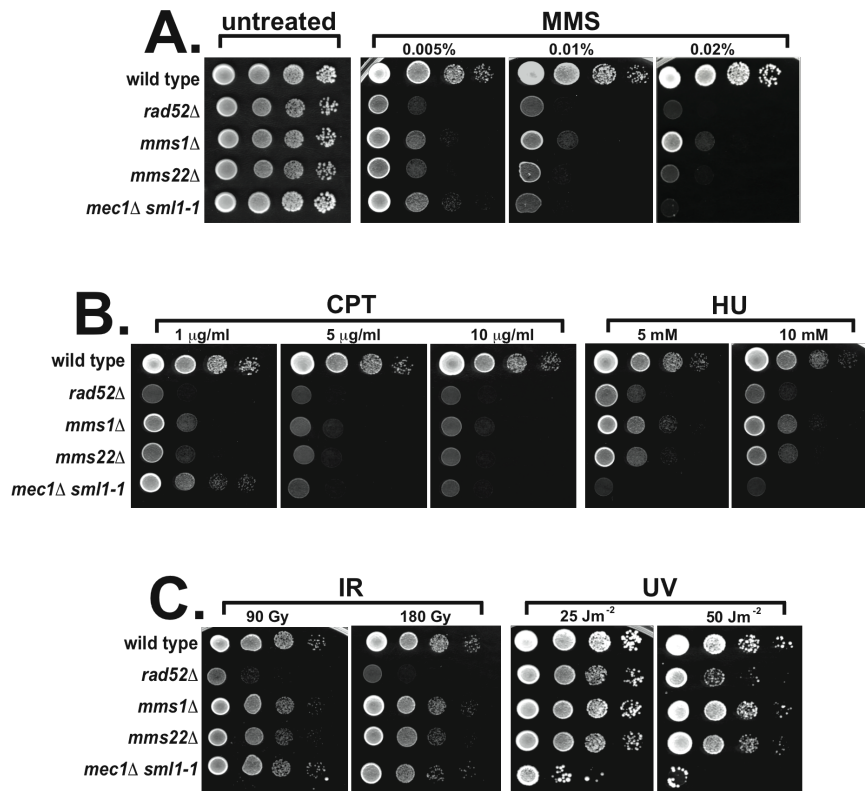 A.
untreated
MMS
0.005%
0.01%
0.02%
wild type
rad52Δ
mms1Δ
mms22Δ
mec1Δ sml1-1
B.
CPT
HU
1 μg/ml
5 μg/ml
10 μg/ml
5 mM
10 mM
wild type
rad52Δ
mms1Δ
mms22Δ
mec1Δ sml1-1
C.
IR
UV
90 Gy
180 Gy
25 Jm-2
50 Jm-2
wild type
rad52Δ
mms1Δ
mms22Δ
mec1Δ sml1-1